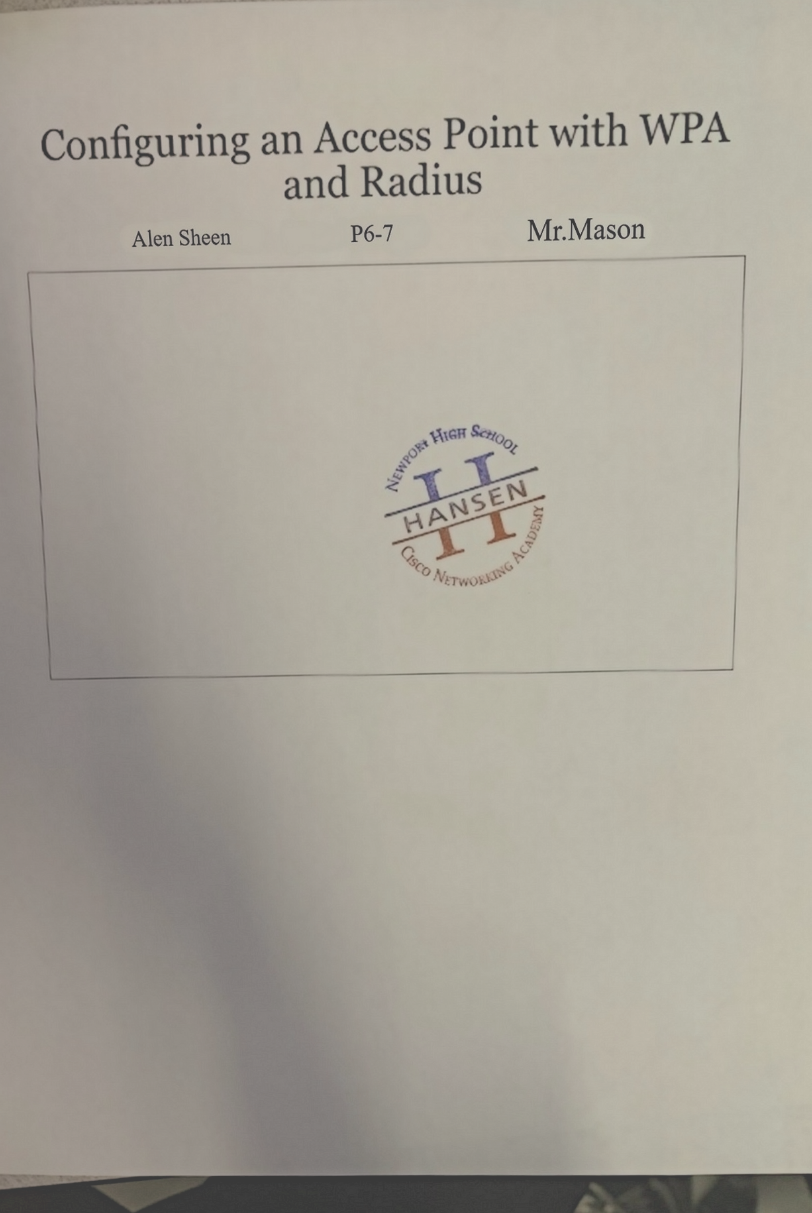 Configuring an Access Point with WPA
and Radius
Alen Sheen P6-7 Mr.Mason
NEWPORT HIGH SCHOOL
HANSEN
CISCO NETWORKING ACADEMY